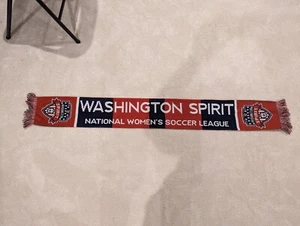 WASHINGTON SPIRIT
NATIONAL WOMEN'S SOCCER LEAGUE